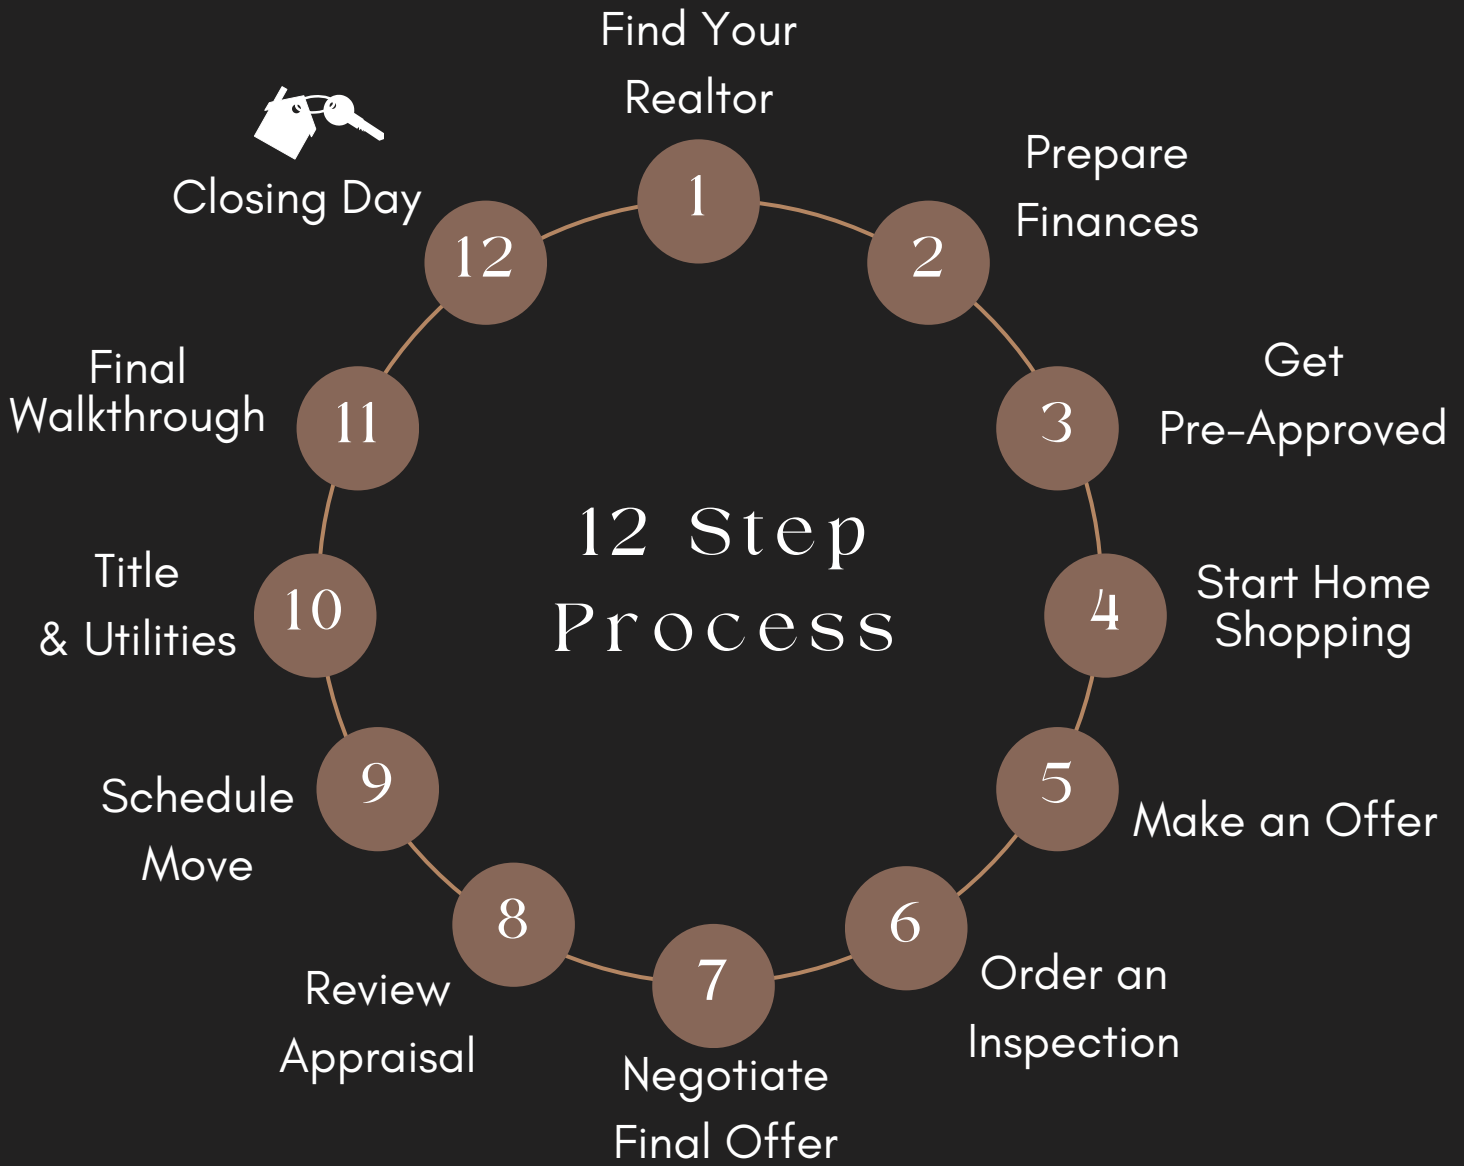 12 Step
Process
1
Find Your
Realtor
2
Prepare
Finances
3
Get
Pre-Approved
4
Start Home
Shopping
5
Make an Offer
6
Order an
Inspection
7
Negotiate
Final Offer
8
Review
Appraisal
9
Schedule
Move
10
Title
& Utilities
11
Final
Walkthrough
12
Closing Day